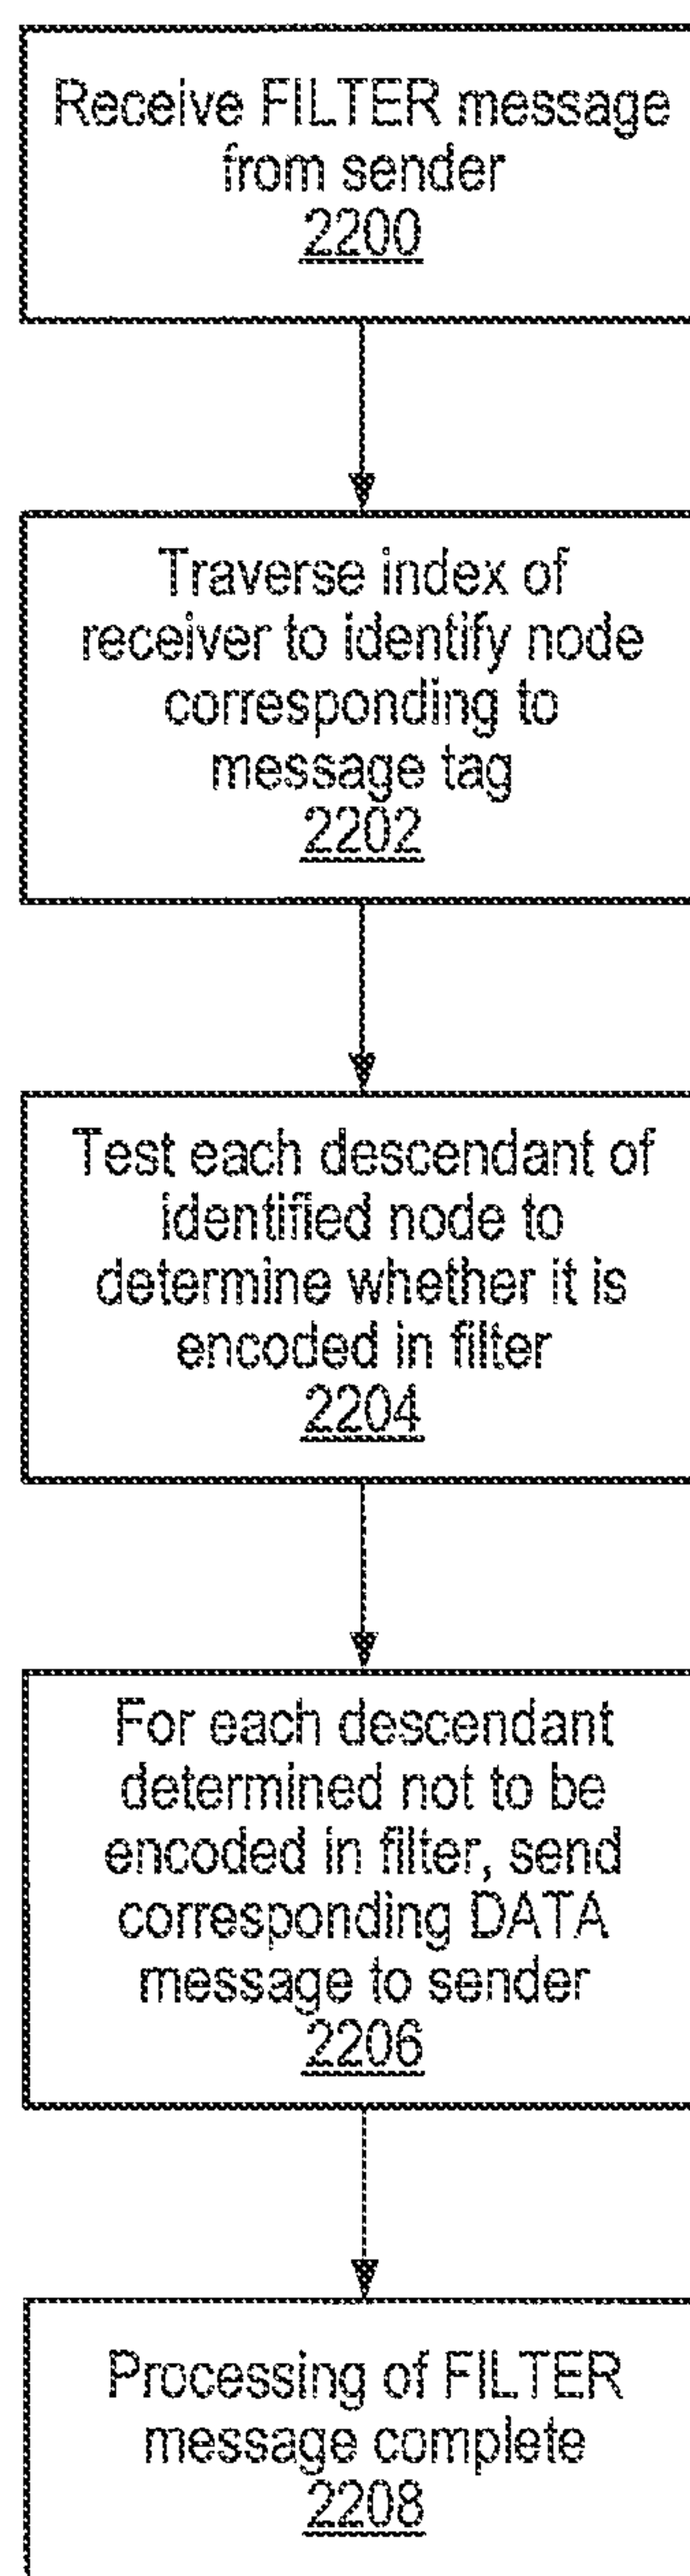 Receive FILTER message
from sender
2200
Traverse index of
receiver to identify node
corresponding to
message tag
2202
Test each descendant of
identified node to
determine whether it is
encoded in filter
2204
For each descendant
determined not to be
encoded in filter, send
corresponding DATA
message to sender
2206
Processing of FILTER
message complete
2208